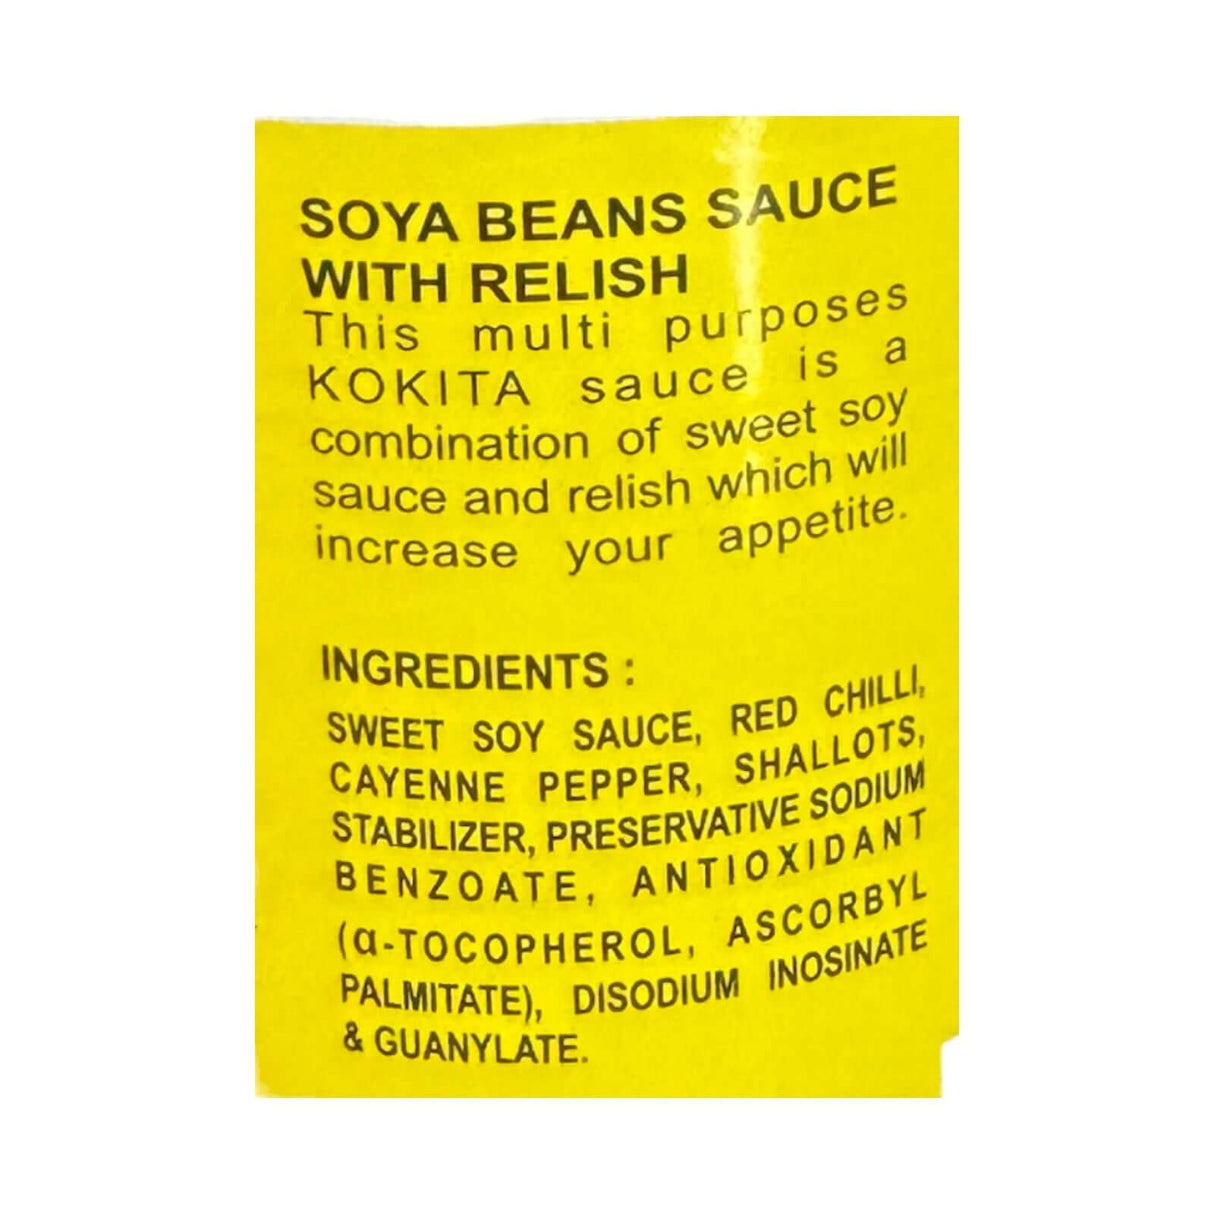 SOYA BEANS SAUCE
WITH RELISH
This multi purposes
KOKITA sauce is a
combination of sweet soy
sauce and relish which will
increase your appetite.
INGREDIENTS :
SWEET SOY SAUCE, RED CHILLI,
CAYENNE PEPPER, SHALLOTS,
STABILIZER, PRESERVATIVE SODIUM
BENZOATE, ANTIOXIDANT
(α-TOCOPHEROL, ASCORBYL
PALMITATE), DISODIUM INOSINATE
& GUANYLATE.